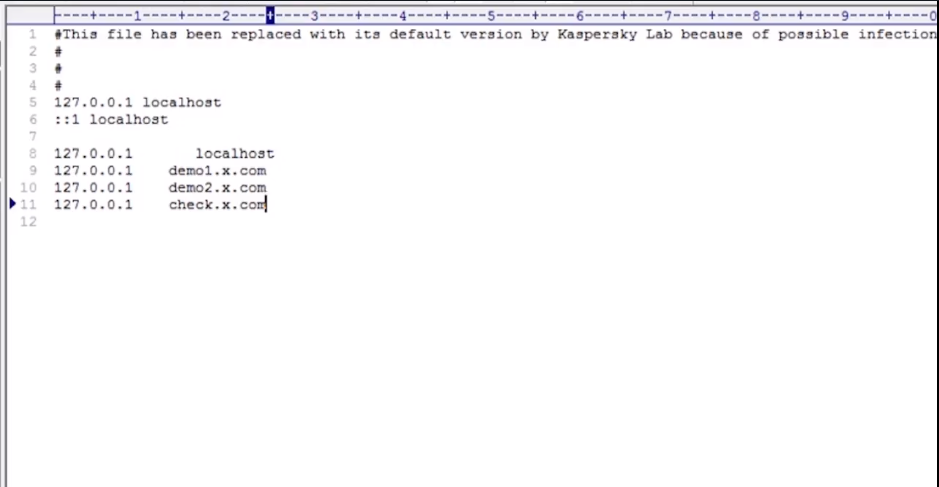 ----+----1----+----2----+----3----+----4----+----5----+----6----+----7----+----8----+----9----+----0
1 #This file has been replaced with its default version by Kaspersky Lab because of possible infection
2 #
3 #
4 #
5 127.0.0.1 localhost
6 ::1 localhost
7
8 127.0.0.1       localhost
9 127.0.0.1    demo1.x.com
10 127.0.0.1    demo2.x.com
11 127.0.0.1    check.x.com
12